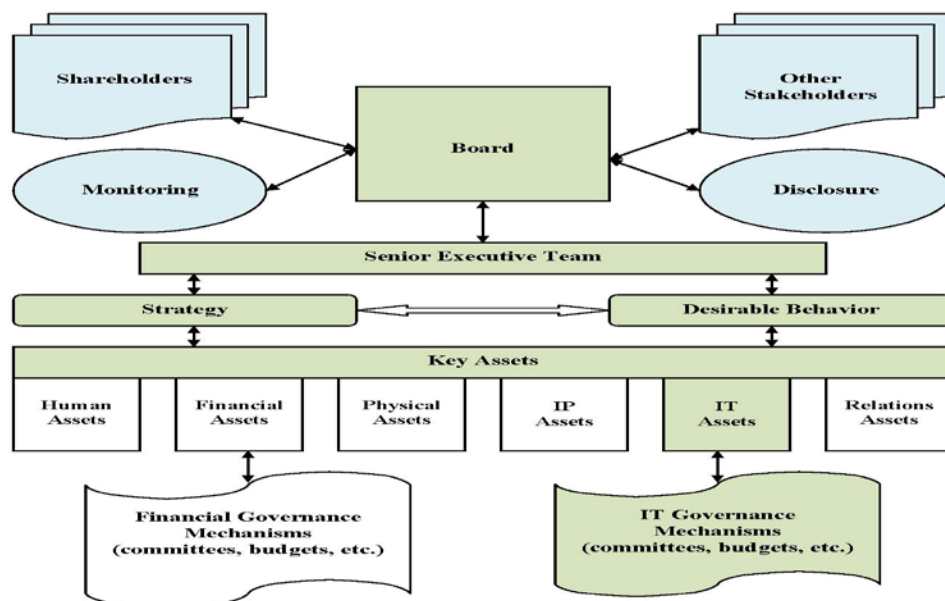 Shareholders
Other
Stakeholders
Board
Monitoring
Disclosure
Senior Executive Team
Strategy
Desirable Behavior
Key Assets
Human
Assets
Financial
Assets
Physical
Assets
IP
Assets
IT
Assets
Relations
Assets
Financial Governance
Mechanisms
(committees, budgets, etc.)
IT Governance
Mechanisms
(committees, budgets, etc.)